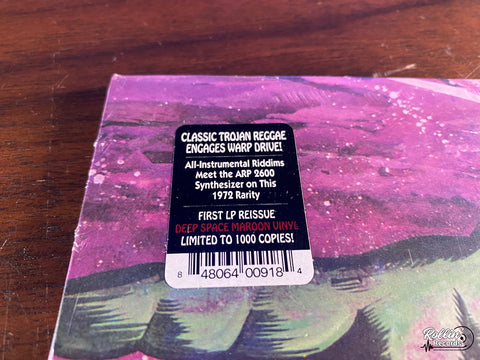 CLASSIC TROJAN REGGAE
ENGAGES WARP DRIVE!
All-Instrumental Riddims
Meet the ARP 2600
Synthesizer on This
1972 Rarity
FIRST LP REISSUE
DEEP SPACE MAROON VINYL
LIMITED TO 1000 COPIES!
8 48064 00918 4
Rollin'
Records